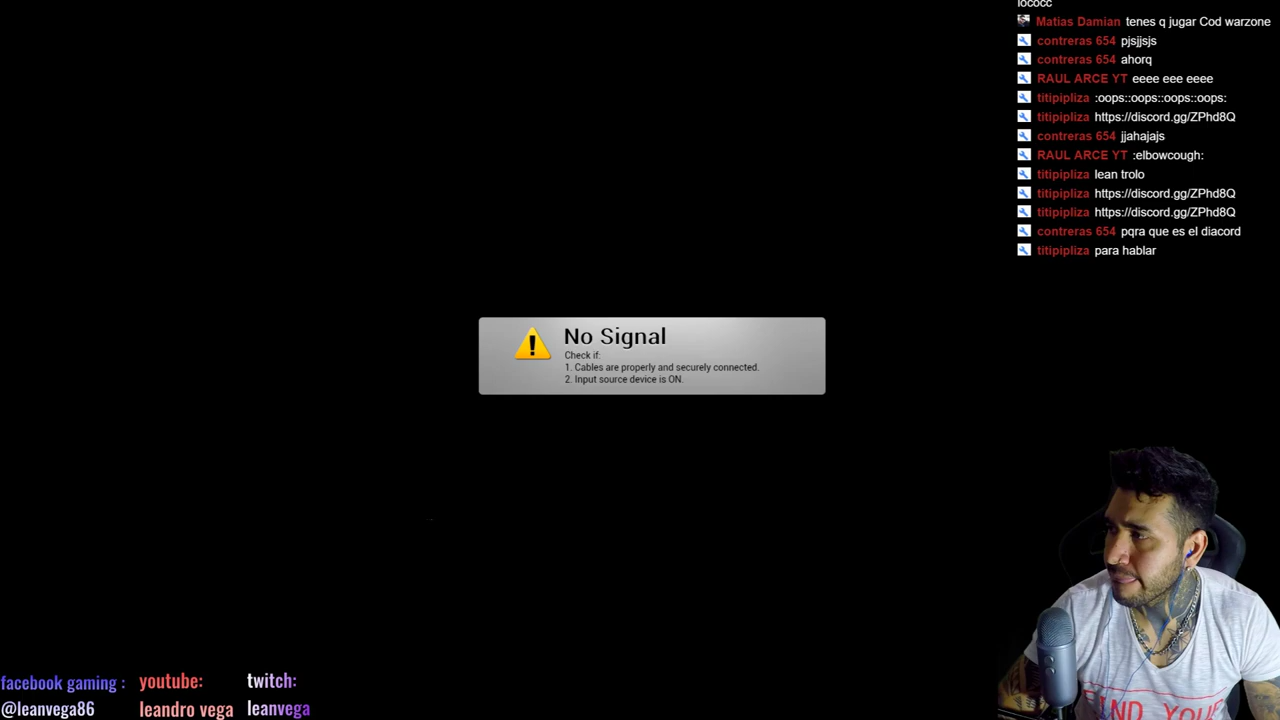 lococc
Matias Damian tenes q jugar Cod warzone
contreras 654 pjsjjsjs
contreras 654 ahorq
RAUL ARCE YT eeee eee eeee
titipipliza :oops::oops::oops::oops:
titipipliza https://discord.gg/ZPhd8Q
contreras 654 jjahajajs
RAUL ARCE YT :elbowcough:
titipipliza lean trolo
titipipliza https://discord.gg/ZPhd8Q
titipipliza https://discord.gg/ZPhd8Q
contreras 654 pqra que es el diacord
titipipliza para hablar
No Signal
Check if:
1. Cables are properly and securely connected.
2. Input source device is ON.
facebook gaming : youtube: twitch:
@leanvega86 leandro vega leanvega
FIND YOUR